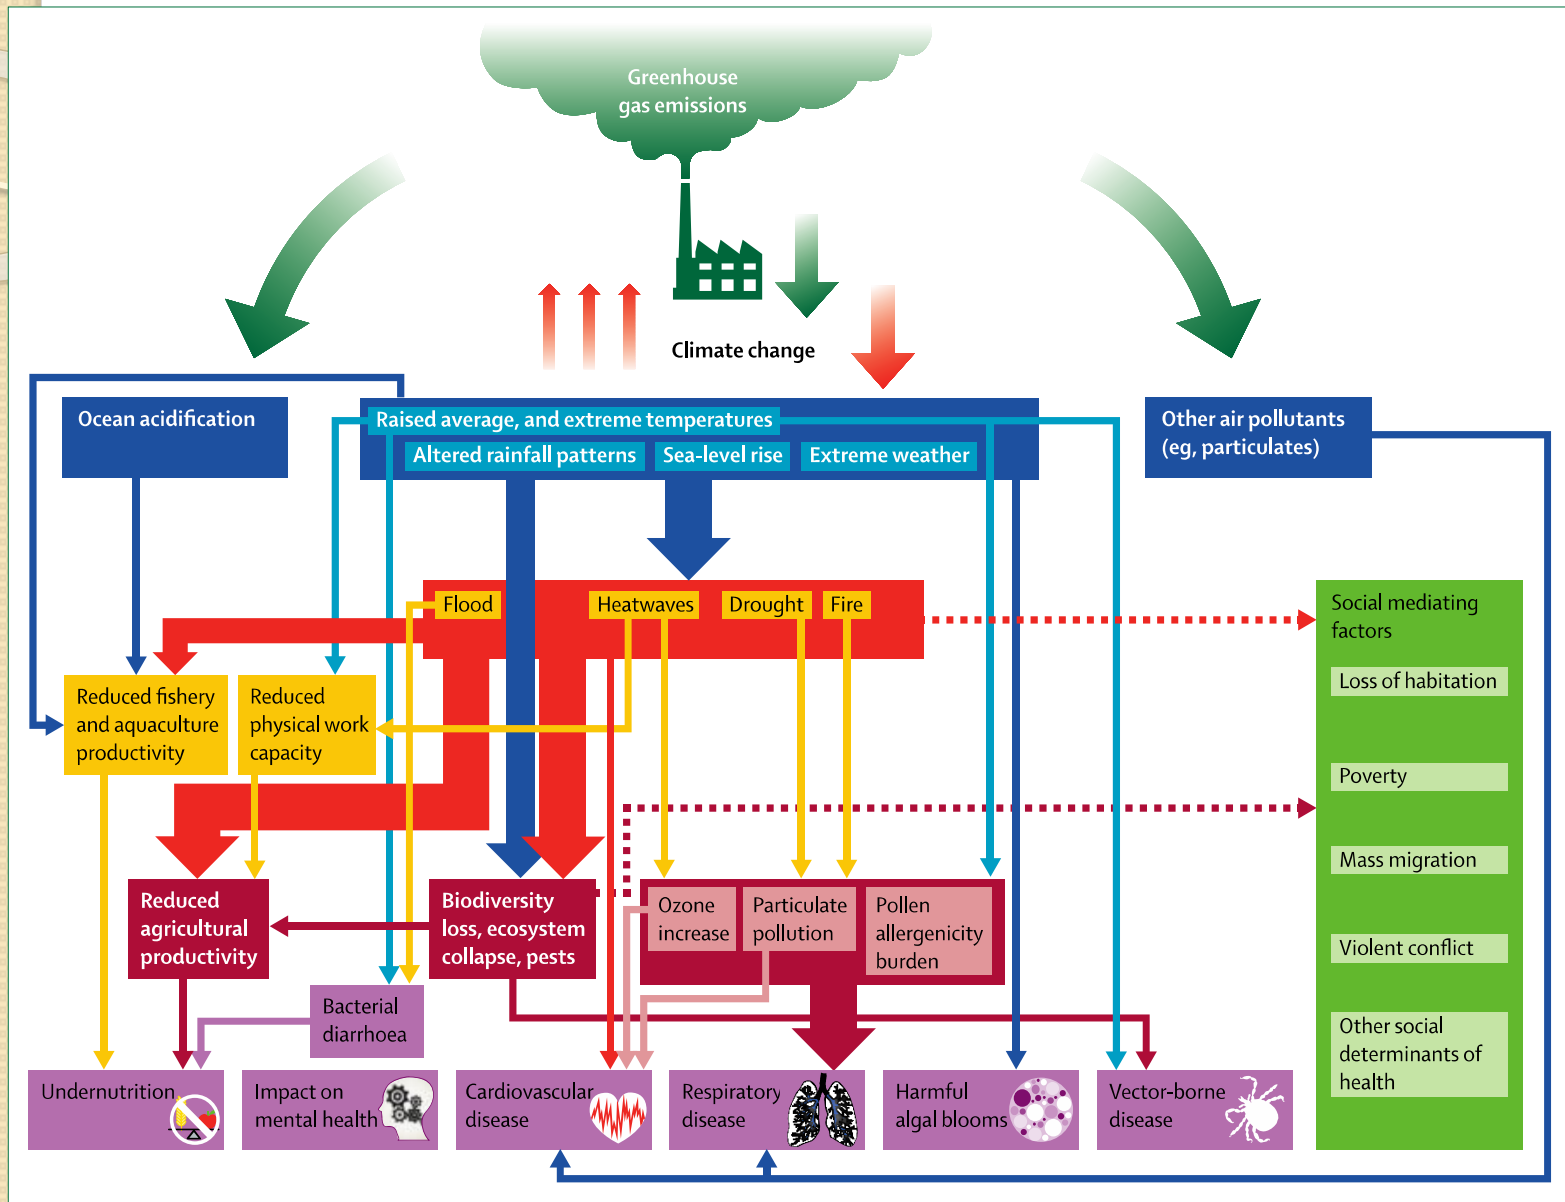 Greenhouse
gas emissions
Climate change
Ocean acidification
Raised average, and extreme temperatures
Altered rainfall patterns
Sea-level rise
Extreme weather
Other air pollutants
(eg, particulates)
Flood
Heatwaves
Drought
Fire
Social mediating
factors
Loss of habitation
Poverty
Mass migration
Violent conflict
Other social
determinants of
health
Reduced fishery
and aquaculture
productivity
Reduced
physical work
capacity
Reduced
agricultural
productivity
Biodiversity
loss, ecosystem
collapse, pests
Ozone
increase
Particulate
pollution
Pollen
allergenicity
burden
Bacterial
diarrhoea
Undernutrition
Impact on
mental health
Cardiovascular
disease
Respiratory
disease
Harmful
algal blooms
Vector-borne
disease